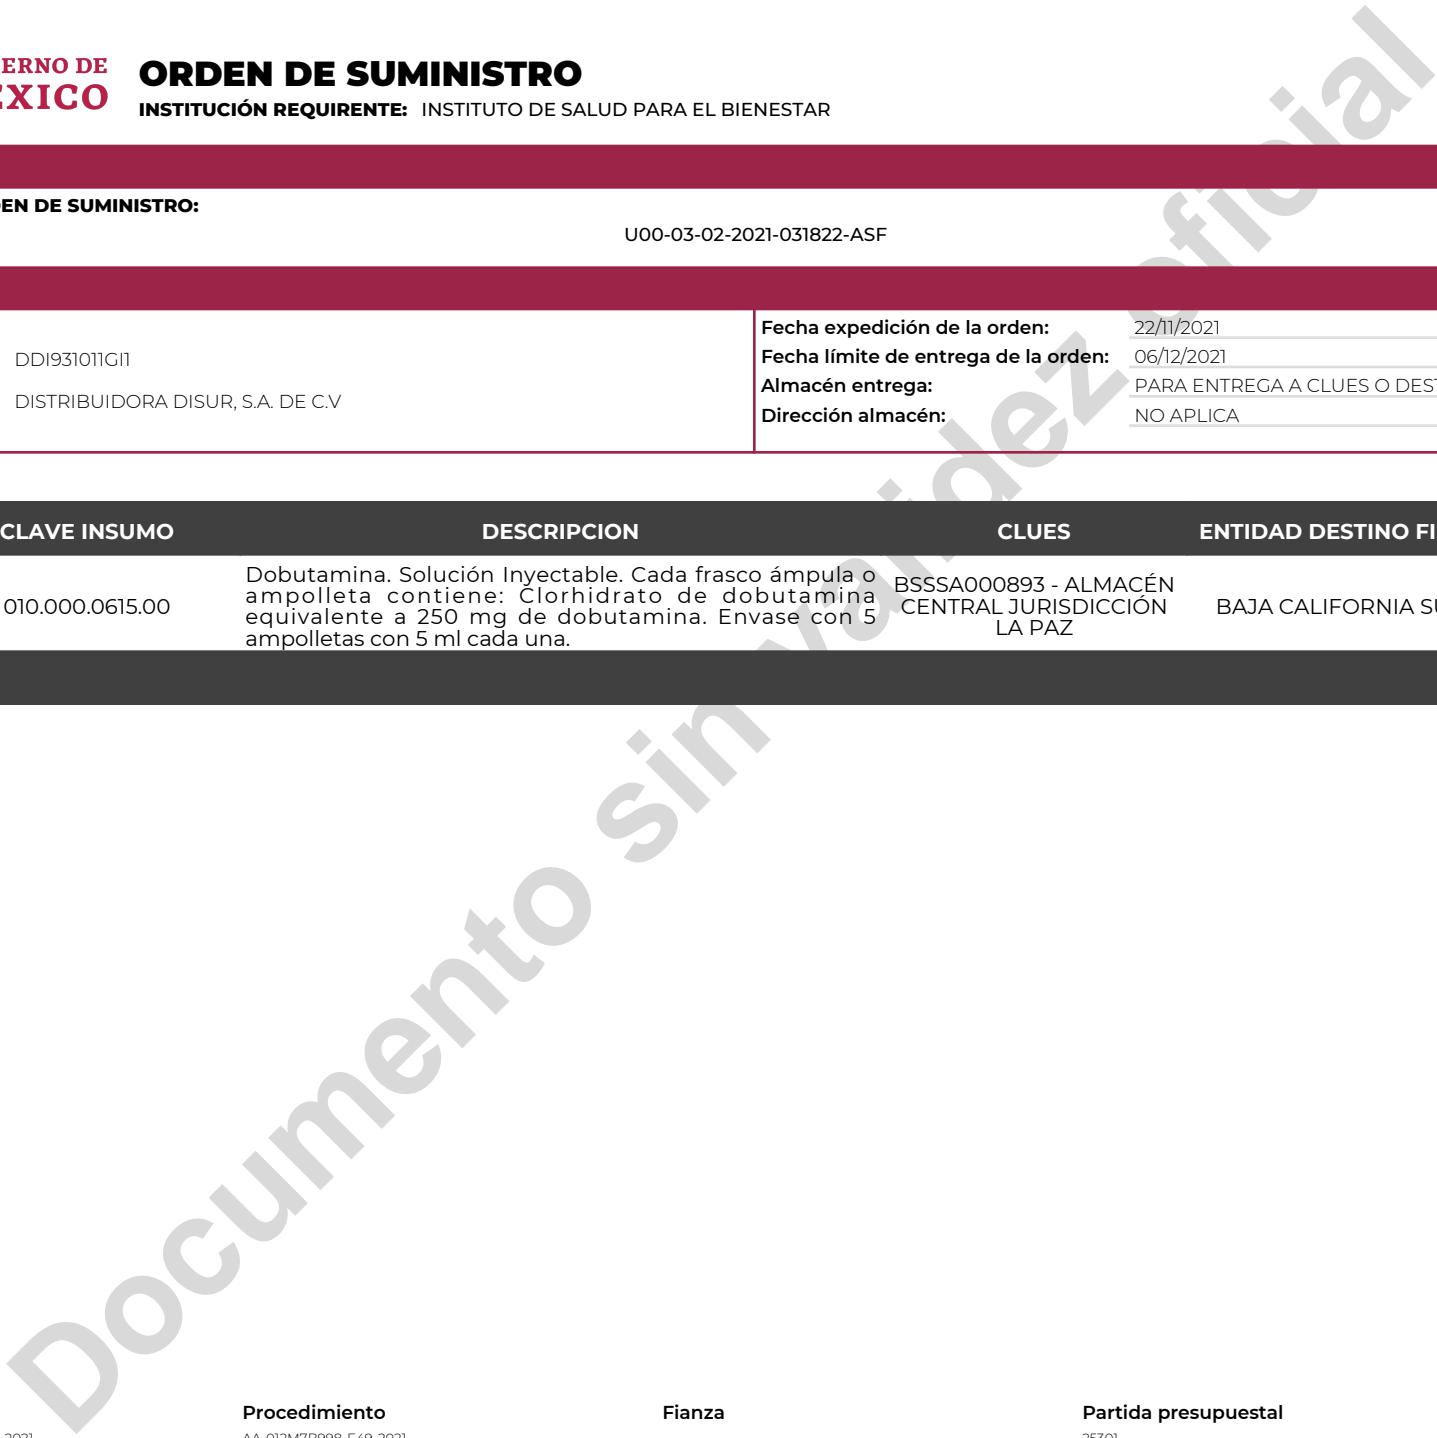 ERNO DE
EXICO
ORDEN DE SUMINISTRO
INSTITUCIÓN REQUIRENTE: INSTITUTO DE SALUD PARA EL BIENESTAR
EN DE SUMINISTRO:
U00-03-02-2021-031822-ASF
DDI931011GI1
DISTRIBUIDORA DISUR, S.A. DE C.V
Fecha expedición de la orden: 22/11/2021
Fecha límite de entrega de la orden: 06/12/2021
Almacén entrega: PARA ENTREGA A CLUES O DEST
Dirección almacén: NO APLICA
CLAVE INSUMO DESCRIPCION CLUES ENTIDAD DESTINO FI
010.000.0615.00
Dobutamina. Solución Inyectable. Cada frasco ámpula o
ampolleta contiene: Clorhidrato de dobutamina
equivalente a 250 mg de dobutamina. Envase con 5
ampolletas con 5 ml cada una.
BSSSA000893 - ALMACÉN
CENTRAL JURISDICCIÓN
LA PAZ
BAJA CALIFORNIA SU
Documento sin validez oficial
Procedimiento Fianza Partida presupuestal